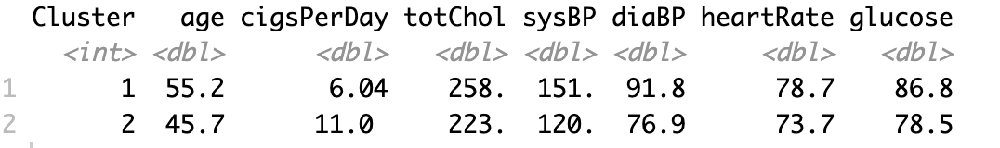 Cluster age cigsPerDay totChol sysBP diaBP heartRate glucose
<int> <dbl> <dbl> <dbl> <dbl> <dbl> <dbl> <dbl>
1 1 55.2 6.04 258. 151. 91.8 78.7 86.8
2 2 45.7 11.0 223. 120. 76.9 73.7 78.5